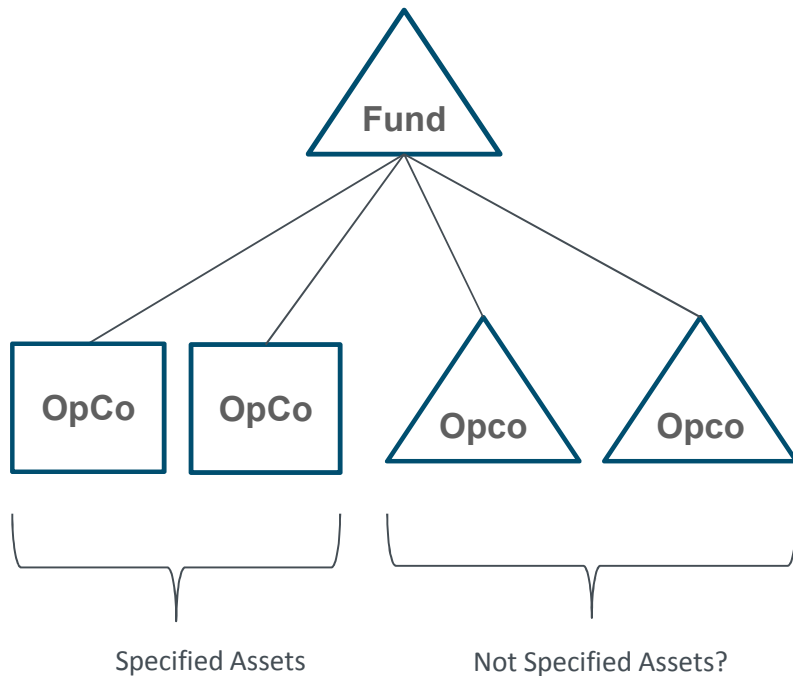 Fund
OpCo
OpCo
Opco
Opco
Specified Assets
Not Specified Assets?